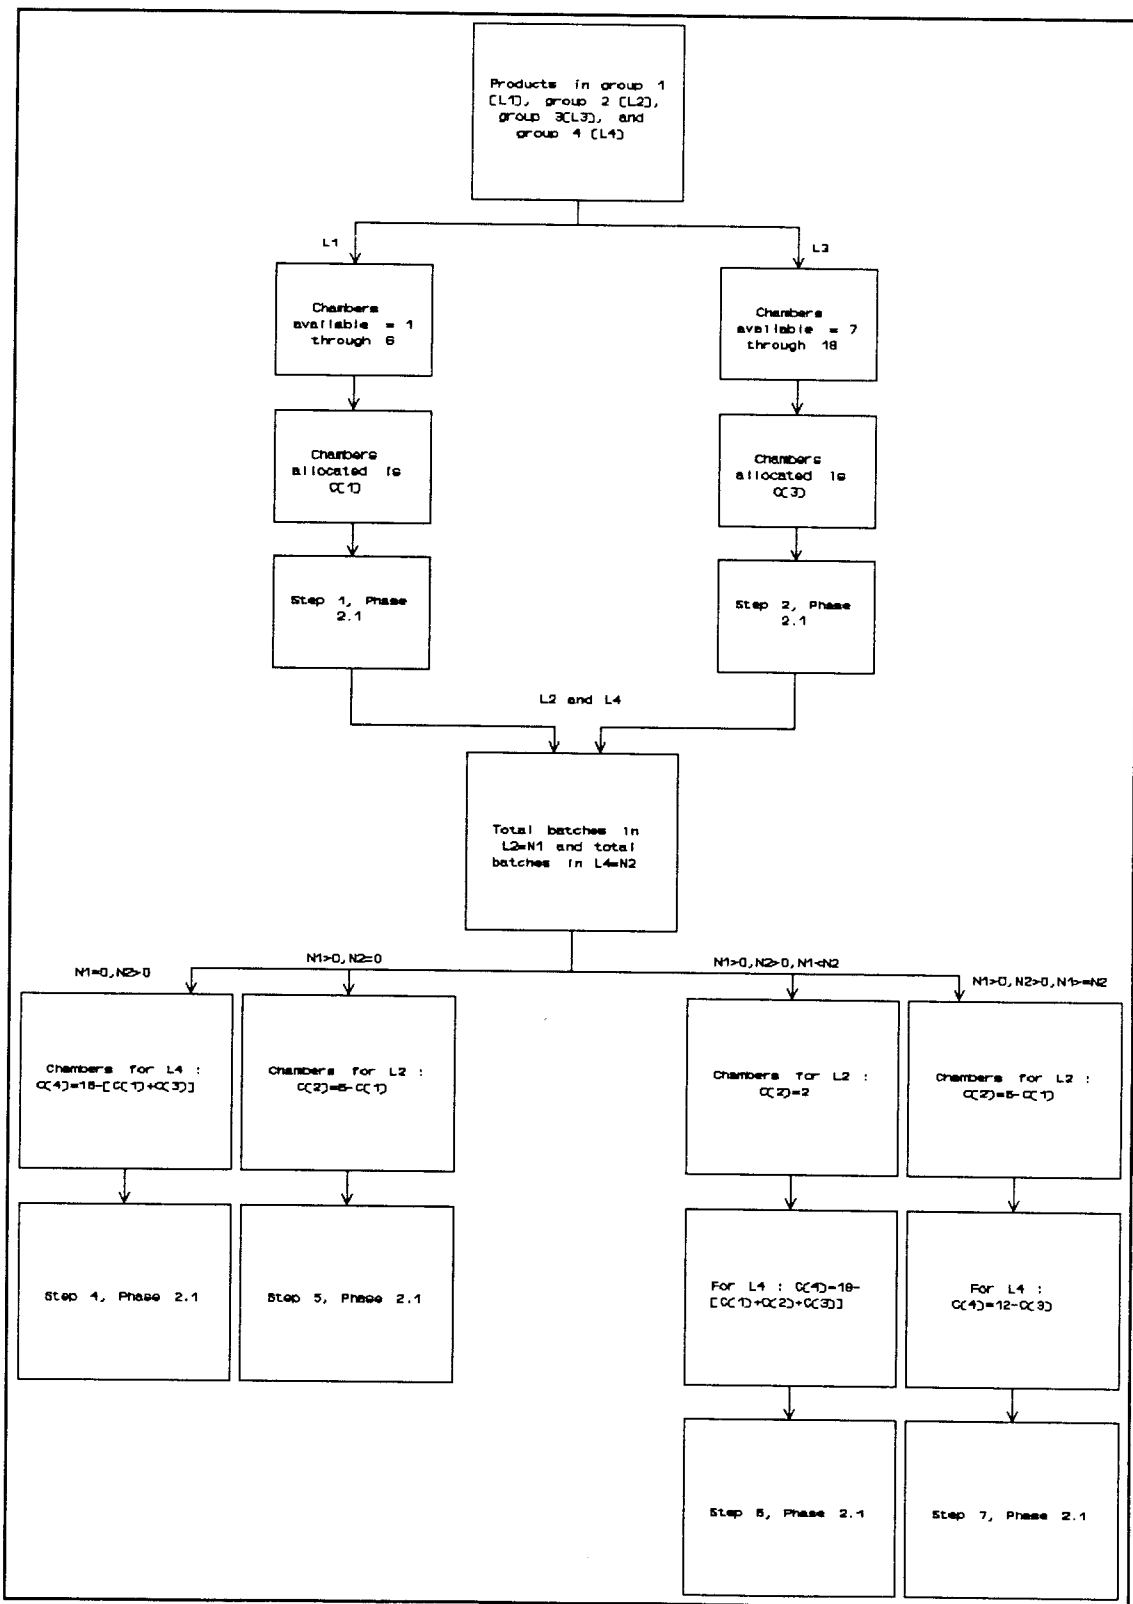 Products in group 1
(L1), group 2 (L2),
group 3(L3), and
group 4 (L4)
L1
L3
Chambers
available = 1
through 6
Chambers
available = 7
through 18
Chambers
allocated is
C(1)
Chambers
allocated is
C(3)
Step 1, Phase
2.1
Step 2, Phase
2.1
L2 and L4
Total batches in
L2=N1 and total
batches in L4=N2
N1=0,N2>0
N1>0,N2=0
N1>0,N2>0,N1<N2
N1>0,N2>0,N1>=N2
Chambers for L4 :
C(4)=18-[C(1)+C(3)]
Chambers for L2 :
C(2)=6-C(1)
Chambers for L2 :
C(2)=2
Chambers for L2 :
C(2)=6-C(1)
Step 4, Phase 2.1
Step 5, Phase 2.1
For L4 : C(4)=18-
[C(1)+C(2)+C(3)]
For L4 :
C(4)=12-C(3)
Step 6, Phase 2.1
Step 7, Phase 2.1